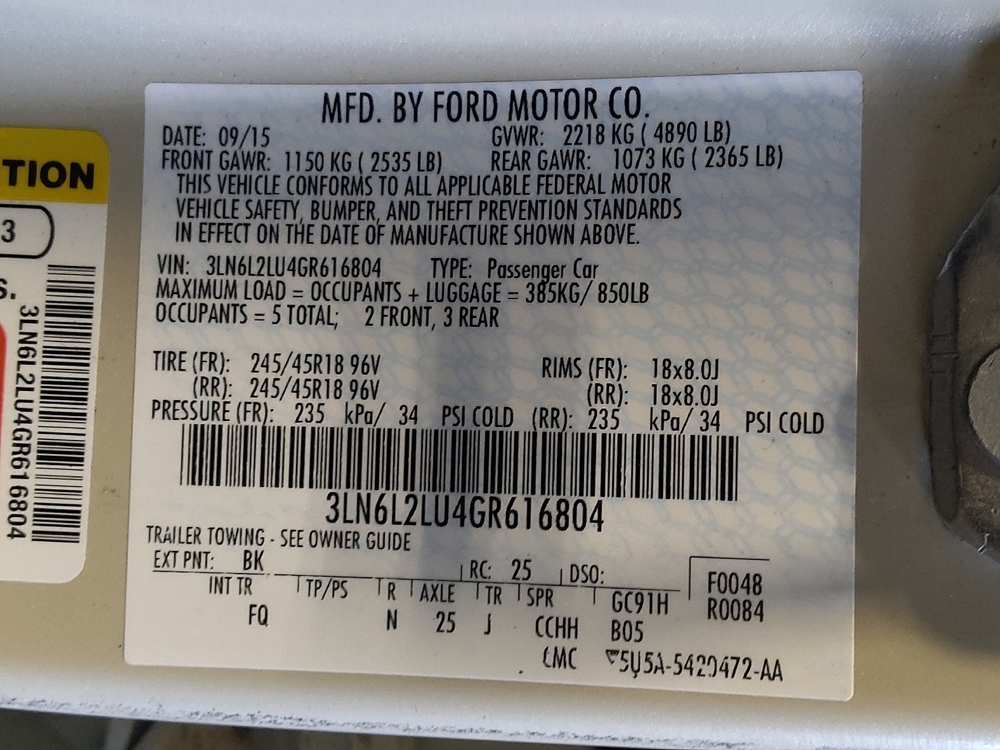 TION
3
S.
3LN6L2LU4GR616804
MFD. BY FORD MOTOR CO.
DATE: 09/15 GVWR: 2218 KG ( 4890 LB)
FRONT GAWR: 1150 KG ( 2535 LB) REAR GAWR: 1073 KG ( 2365 LB)
THIS VEHICLE CONFORMS TO ALL APPLICABLE FEDERAL MOTOR
VEHICLE SAFETY, BUMPER, AND THEFT PREVENTION STANDARDS
IN EFFECT ON THE DATE OF MANUFACTURE SHOWN ABOVE.
VIN: 3LN6L2LU4GR616804 TYPE: Passenger Car
MAXIMUM LOAD = OCCUPANTS + LUGGAGE = 385KG/ 850LB
OCCUPANTS = 5 TOTAL; 2 FRONT, 3 REAR
TIRE (FR): 245/45R18 96V RIMS (FR): 18x8.0J
(RR): 245/45R18 96V (RR): 18x8.0J
PRESSURE (FR): 235 kPa/ 34 PSI COLD (RR): 235 kPa/ 34 PSI COLD
3LN6L2LU4GR616804
TRAILER TOWING - SEE OWNER GUIDE
EXT PNT: BK RC: 25 DSO: F0048
INT TR TP/PS R AXLE TR SPR GC91H R0084
FQ N 25 J CCHH B05
CMC 5U5A-5420472-AA